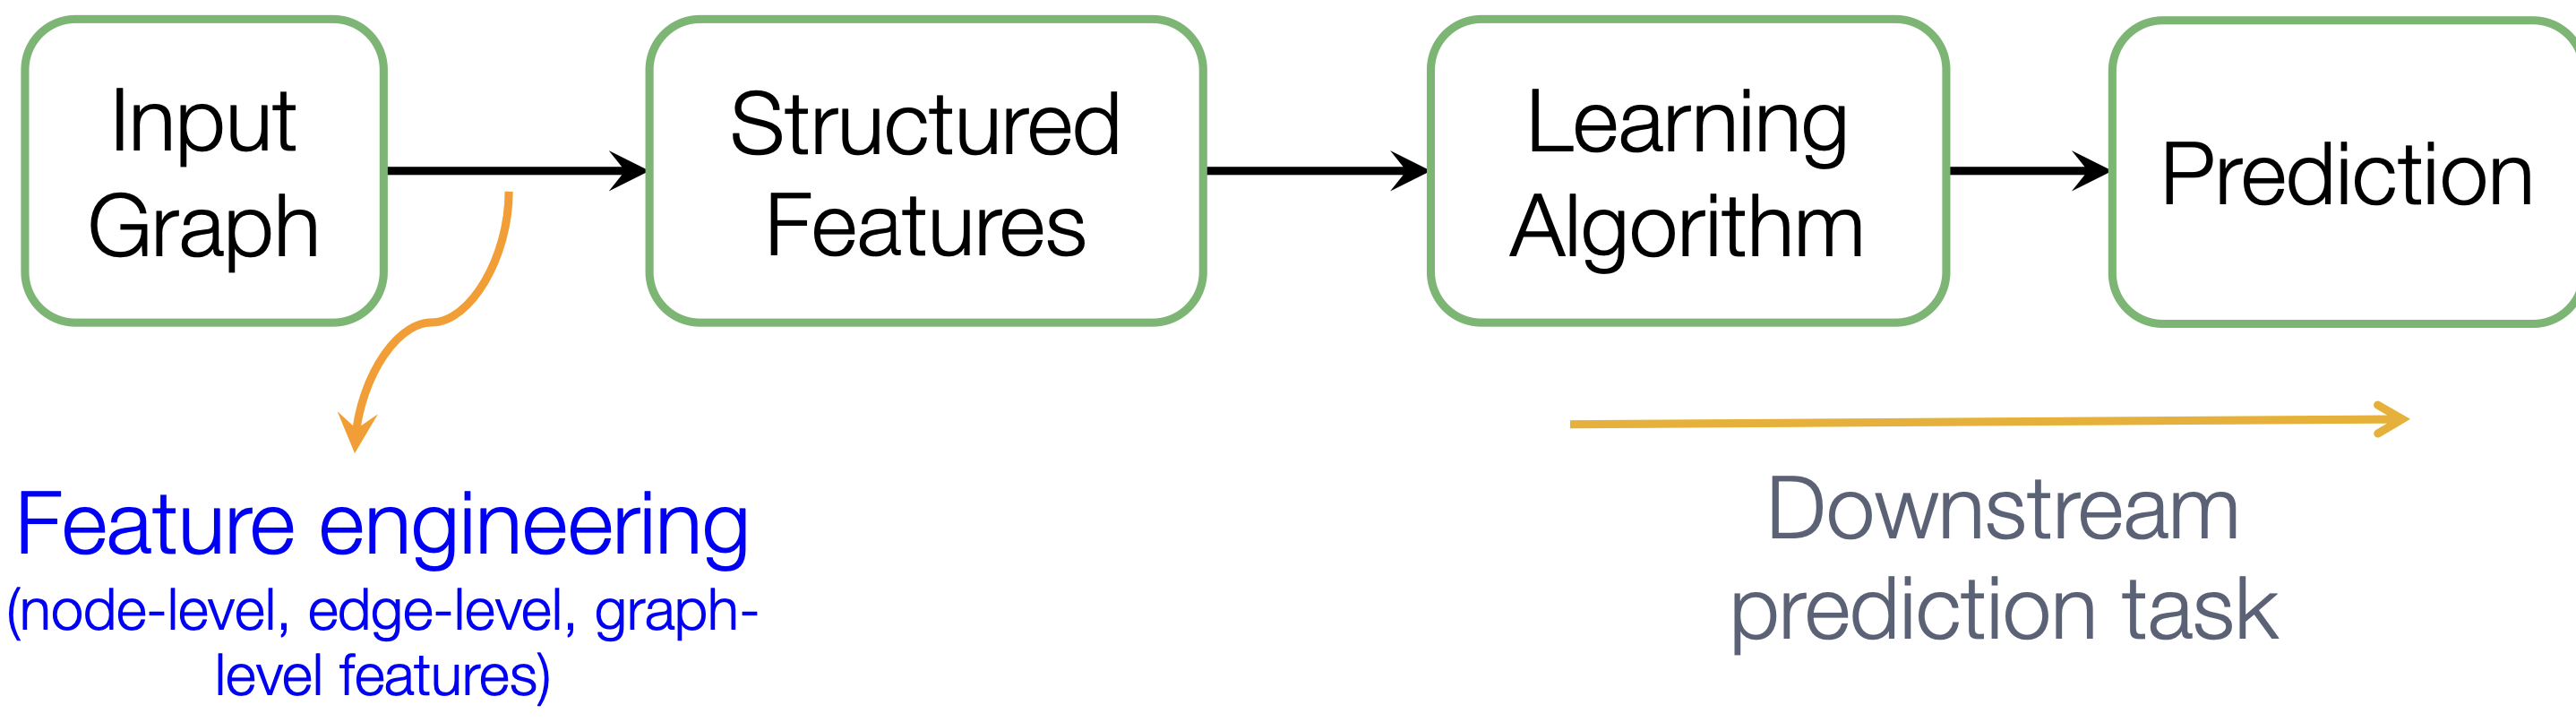 Input
Graph
Structured
Features
Learning
Algorithm
Prediction
Feature engineering
(node-level, edge-level, graph-
level features)
Downstream
prediction task